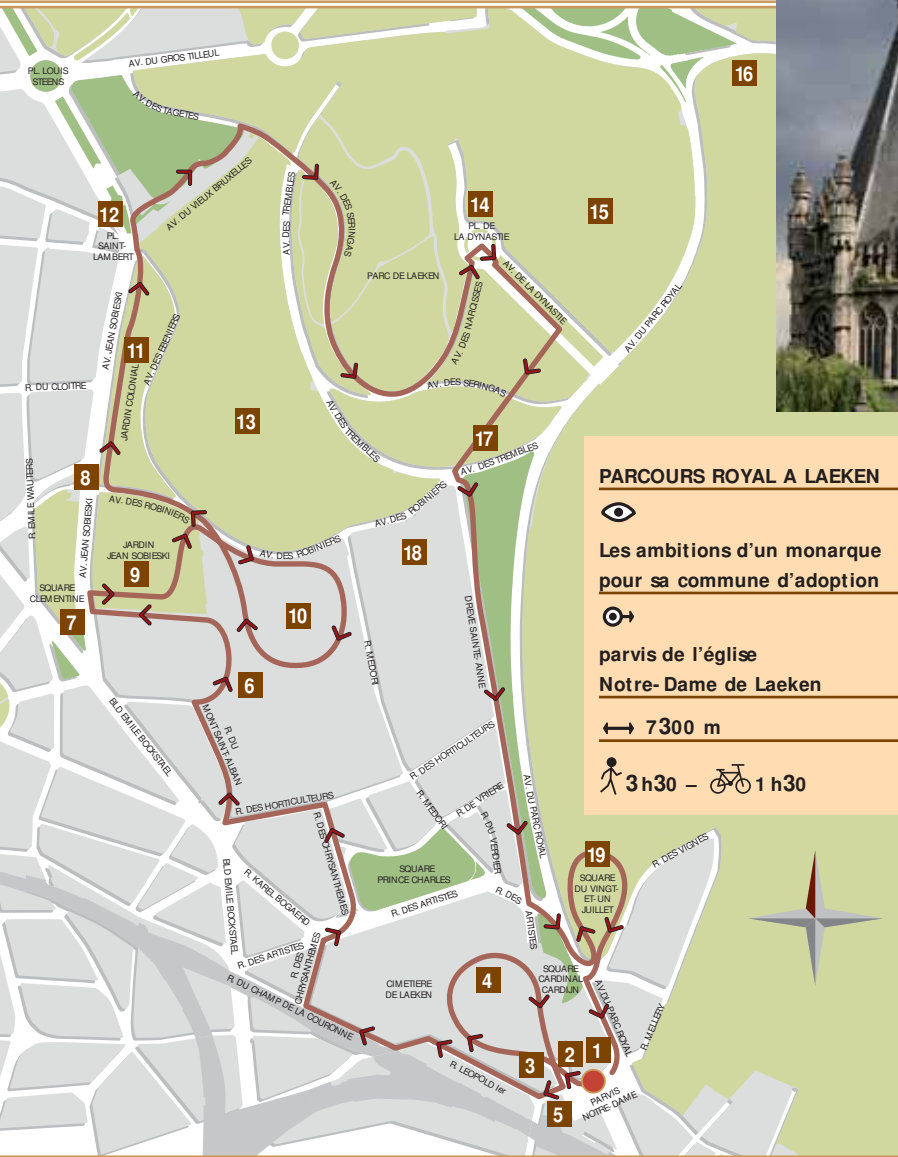 16
AV. DU GROS TILLEUL
PL. LOUIS
STEENS
AV. DES TAGETES
AV. DU VIEUX BRUXELLES
AV. DES TREMBLES
AV. DES SERINGAS
12
PL.
SAINT-
LAMBERT
14
PL. DE
LA DYNASTIE
15
PARC DE LAEKEN
AV. DE LA DYNASTIE
AV. DES NARCISSES
AV. DU PARC ROYAL
AV. JEAN SOBIESKI
11
AV. DES EBENIERS
JARDIN COLONIAL
R. DU CLOITRE
AV. DES SERINGAS
13
AV. DES TREMBLES
17
AV. DES TREMBLES
R. EMILE WAUTERS
8
AV. DES ROBINIERS
AV. DES ROBINIERS
AV. JEAN SOBIESKI
JARDIN
JEAN SOBIESKI
9
AV. DES ROBINIERS
18
SQUARE
CLEMENTINE
7
10
DREVE SAINTE-ANNE
R. MEDORI
6
R. DU
MONT SAINT-ALBAN
BLD EMILE BOCKSTAEL
R. DES HORTICULTEURS
R. DES HORTICULTEURS
R. MEDORI
R. DE VRIERE
R. DU VERDIER
AV. DU PARC ROYAL
R. DES CHRYSANTHEMES
SQUARE
PRINCE CHARLES
BLD EMILE BOCKSTAEL
R. KAREL BOGAERD
R. DES ARTISTES
R. DES
ARTISTES
19
SQUARE
DU VINGT-
ET-UN
JUILLET
R. DES VIGNES
R. DES ARTISTES
R. DES
CHRYSANTHEMES
R. DU CHAMP DE LA COURONNE
CIMETIERE
DE LAEKEN
4
SQUARE
CARDINAL
CARDIJN
AV. DU PARC ROYAL
R. MELLERY
R. LEOPOLD Ier
3
2
1
5
PARVIS
NOTRE-DAME
PARCOURS ROYAL A LAEKEN
Les ambitions d'un monarque
pour sa commune d'adoption
parvis de l'église
Notre-Dame de Laeken
7300 m
3 h30 – 1 h30